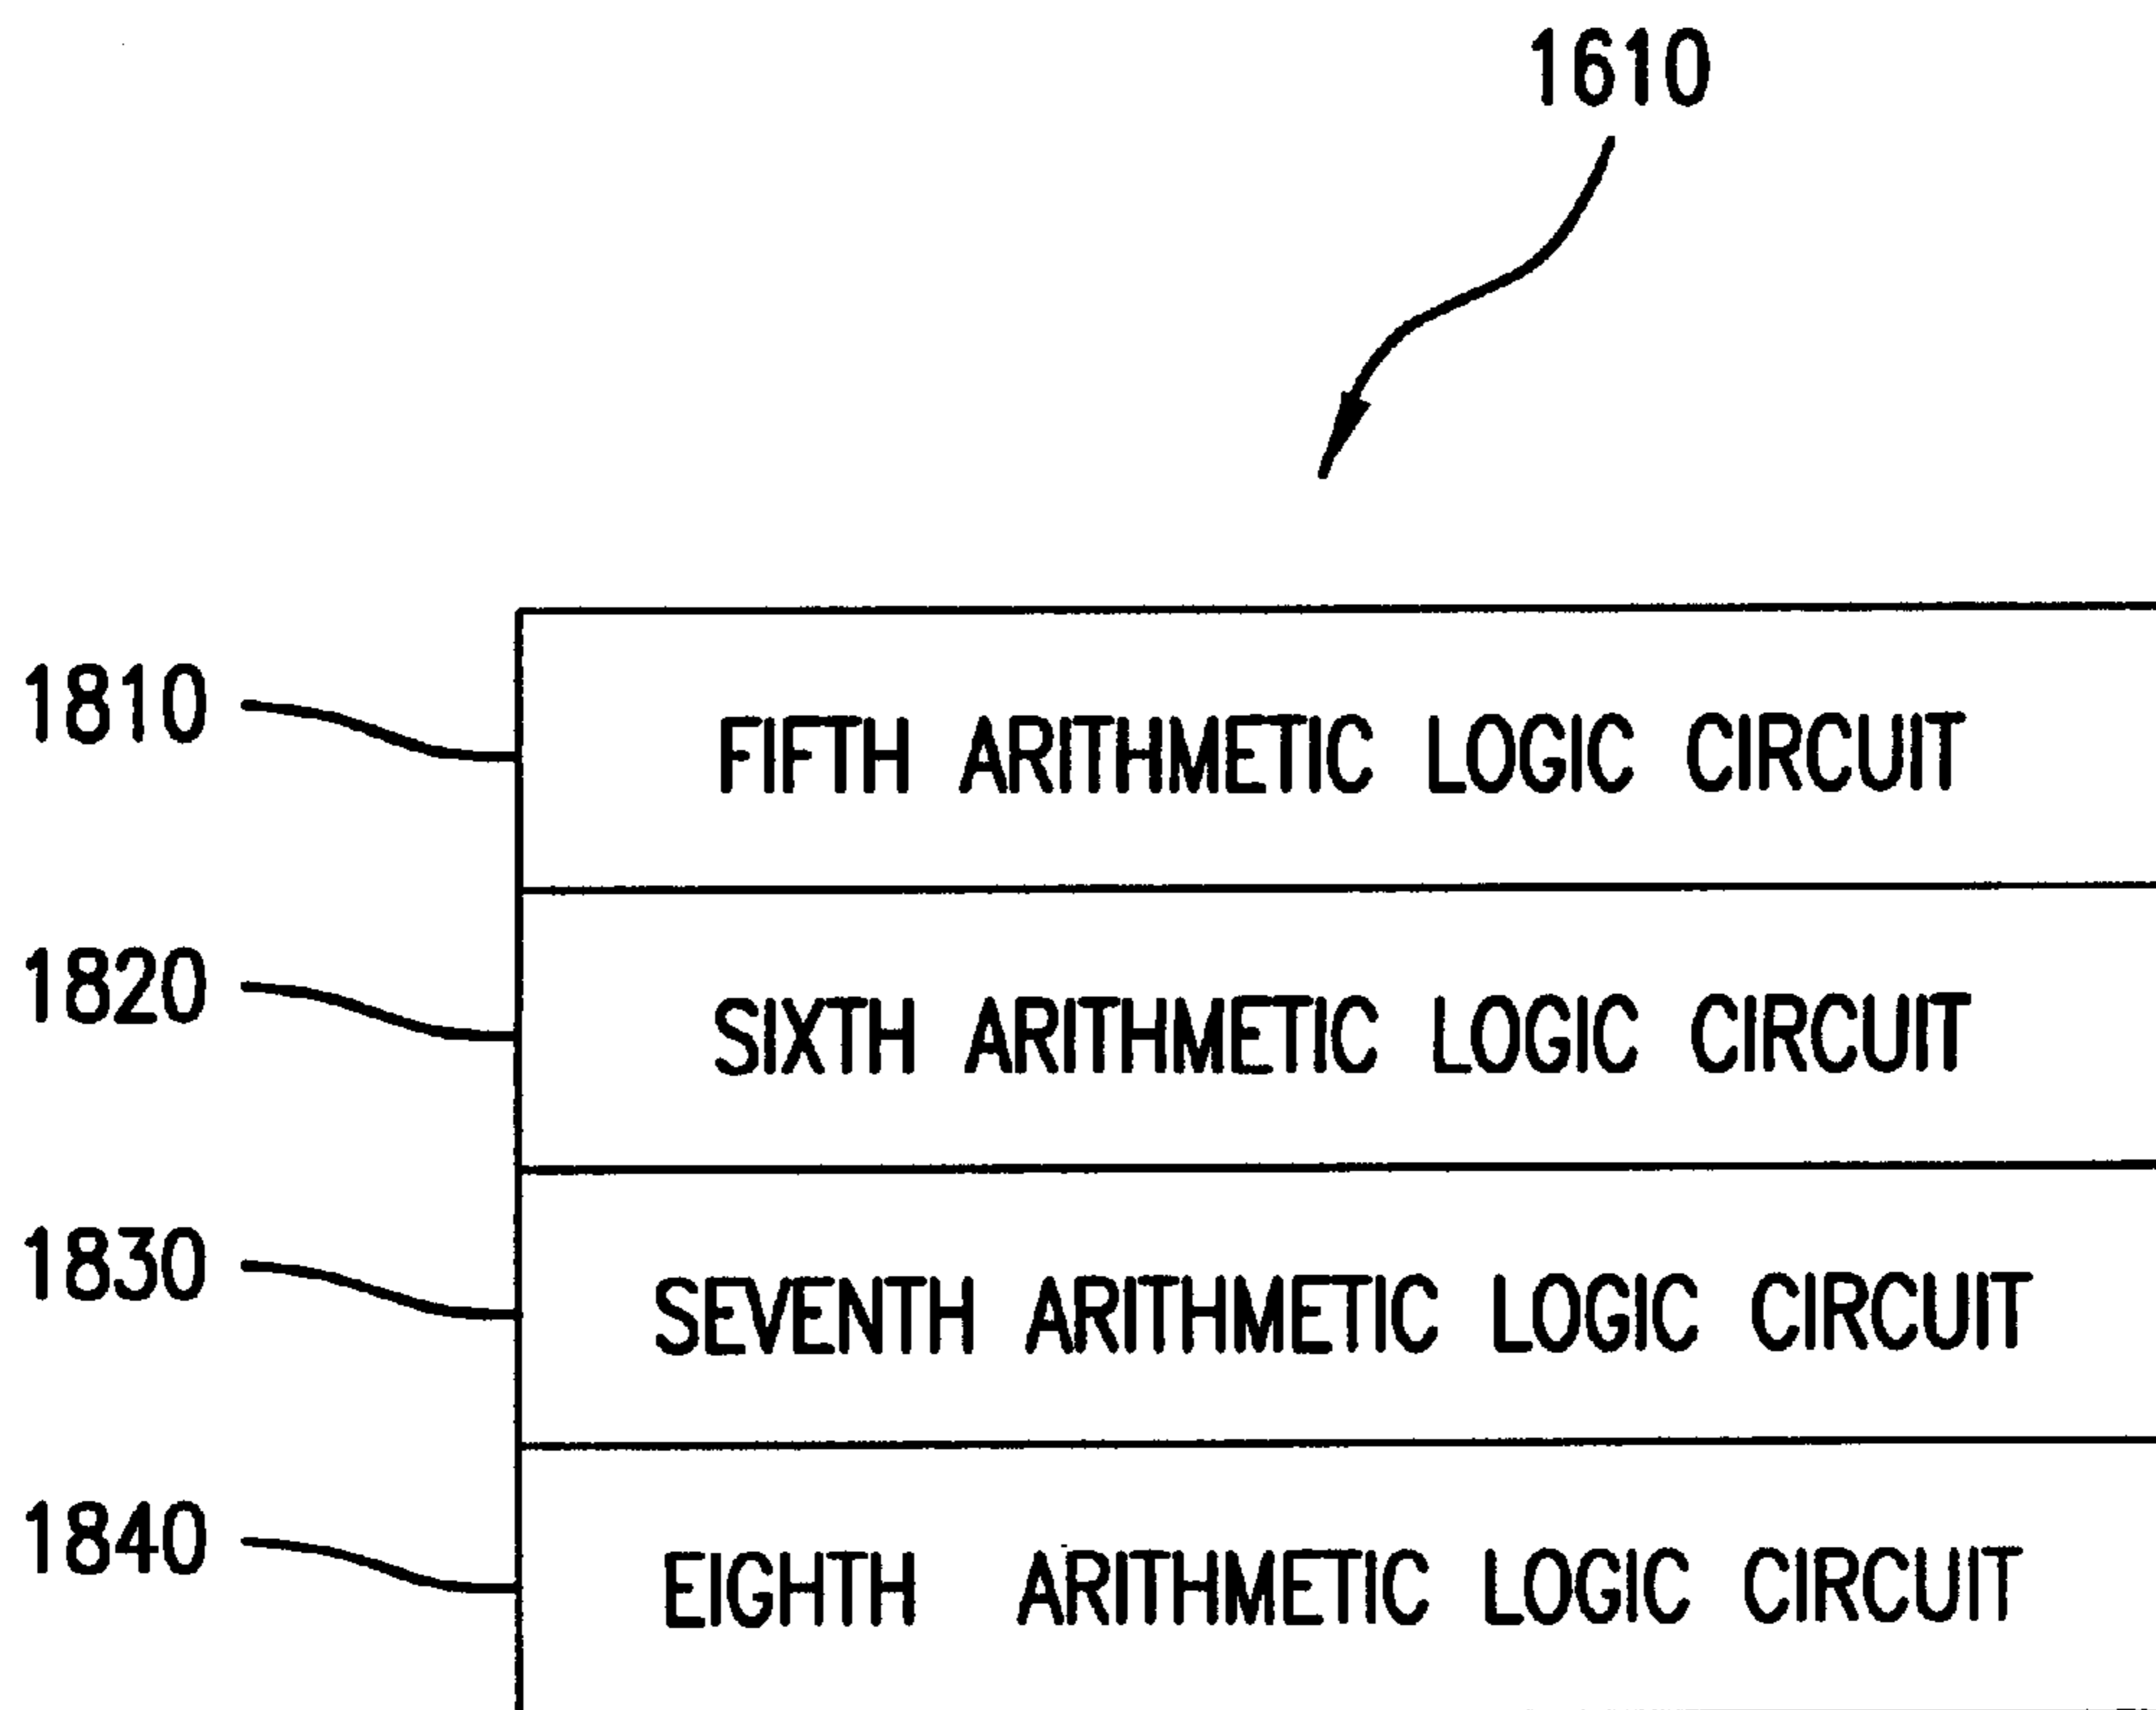 1610
1810 FIFTH ARITHMETIC LOGIC CIRCUIT
1820 SIXTH ARITHMETIC LOGIC CIRCUIT
1830 SEVENTH ARITHMETIC LOGIC CIRCUIT
1840 EIGHTH ARITHMETIC LOGIC CIRCUIT